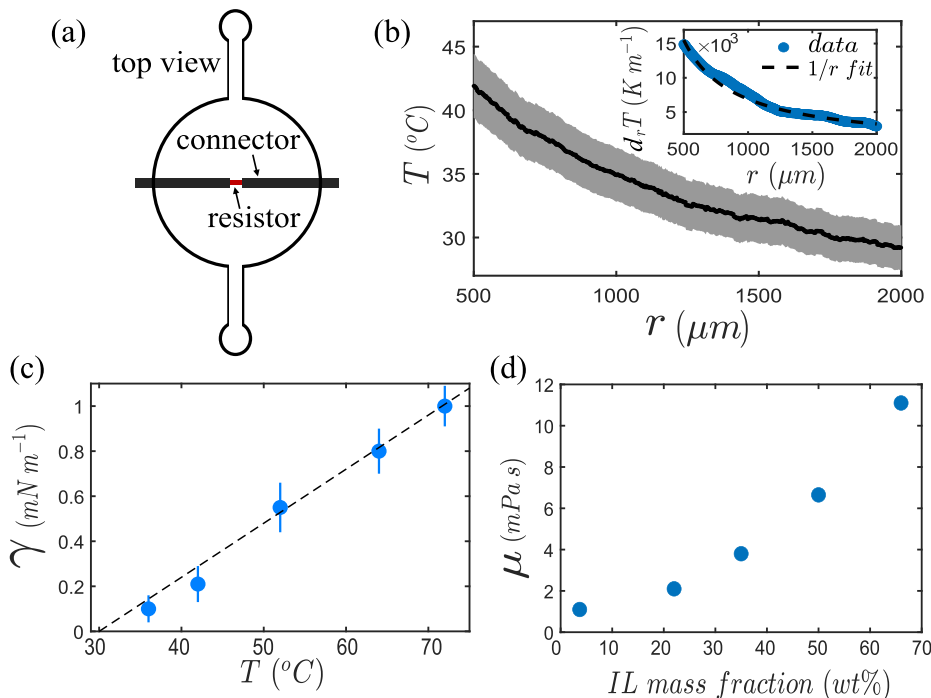 (a)
top view
connector
resistor
(b)
45
40
35
30
T (°C)
500
1000
1500
2000
r (μm)
×10³
15
10
5
d_rT (K m⁻¹)
data
1/r fit
500
1000
1500
2000
r (μm)
(c)
1
0.8
0.6
0.4
0.2
0
γ (mN m⁻¹)
30
40
50
60
70
T (°C)
(d)
12
10
8
6
4
2
0
μ (mPa s)
0
10
20
30
40
50
60
70
IL mass fraction (wt%)